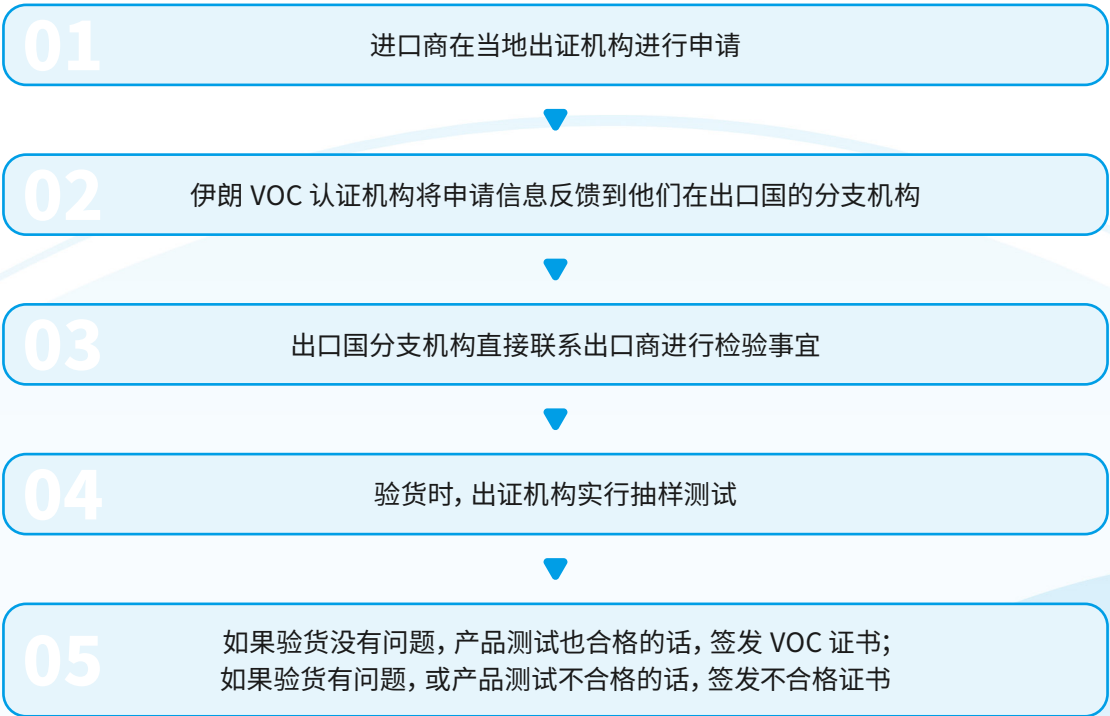 01
进口商在当地出证机构进行申请
02
伊朗 VOC 认证机构将申请信息反馈到他们在出口国的分支机构
03
出口国分支机构直接联系出口商进行检验事宜
04
验货时，出证机构实行抽样测试
05
如果验货没有问题，产品测试也合格的话，签发 VOC 证书；
如果验货有问题，或产品测试不合格的话，签发不合格证书